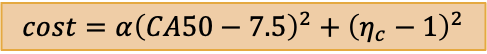 cost = α(CA50 − 7.5)² + (η_c − 1)²